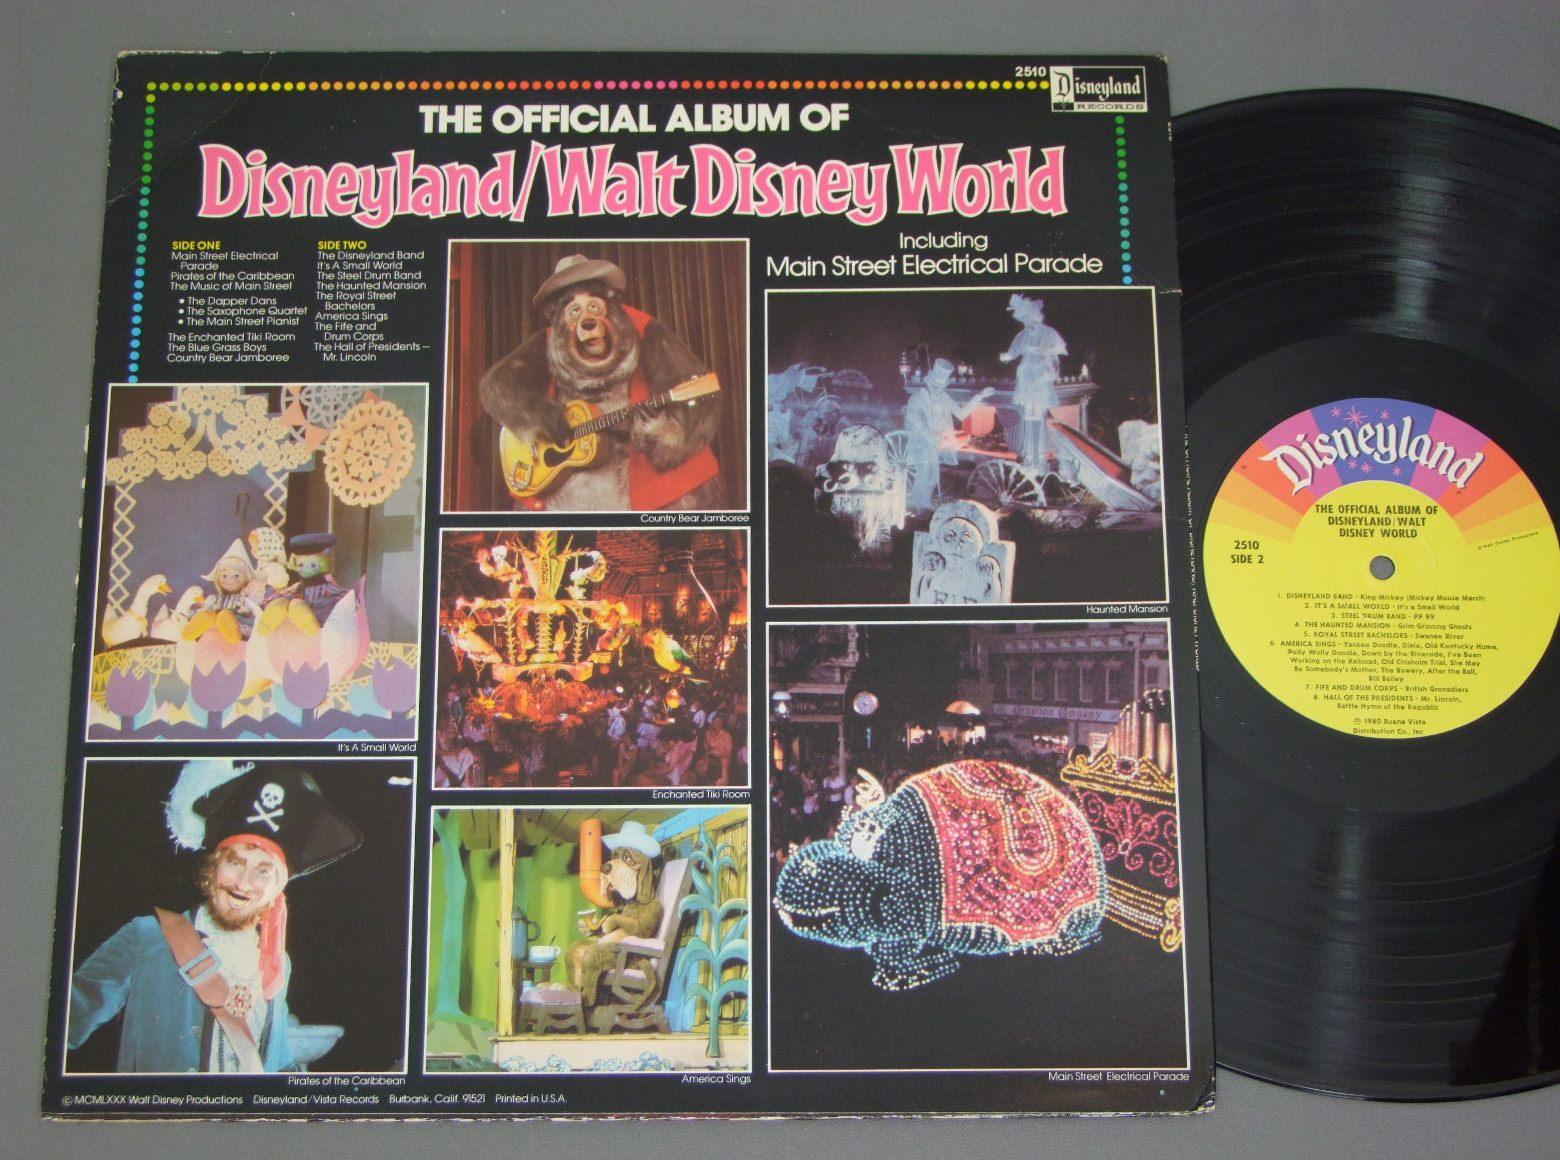 2510
Disneyland
RECORDS
THE OFFICIAL ALBUM OF
Disneyland/Walt Disney World
Including
Main Street Electrical Parade
SIDE ONE
Main Street Electrical
Parade
Pirates of the Caribbean
The Music of Main Street
• The Dapper Dans
• The Saxophone Quartet
• The Main Street Pianist
The Enchanted Tiki Room
The Blue Grass Boys
Country Bear Jamboree
SIDE TWO
The Disneyland Band
It's A Small World
The Steel Drum Band
The Haunted Mansion
The Royal Street
Bachelors
America Sings
The Fife and
Drum Corps
The Hall of Presidents –
Mr. Lincoln
BIG
AL
Country Bear Jamboree
RIP
RIP
Haunted Mansion
It's A Small World
Enchanted Tiki Room
Pirates of the Caribbean
America Sings
Creation Company
Main Street Electrical Parade
© MCMLXXX Walt Disney Productions Disneyland/Vista Records Burbank, Calif. 91521 Printed in U.S.A.
Disneyland
THE OFFICIAL ALBUM OF
DISNEYLAND/WALT
DISNEY WORLD
2510
SIDE 2
© Walt Disney Productions
1. DISNEYLAND BAND - King Mickey (Mickey Mouse March)
2. IT'S A SMALL WORLD - It's a Small World
3. STEEL DRUM BAND - PP 99
4. THE HAUNTED MANSION - Grim Grinning Ghosts
5. ROYAL STREET BACHELORS - Swanee River
6. AMERICA SINGS - Yankee Doodle, Dixie, Old Kentucky Home,
Polly Wolly Doodle, Down by the Riverside, I've Been
Working on the Railroad, Old Chisholm Trial, She May
Be Somebody's Mother, The Bowery, After the Ball,
Bill Bailey
7. FIFE AND DRUM CORPS - British Grenadiers
8. HALL OF THE PRESIDENTS - Mr. Lincoln,
Battle Hymn of the Republic
℗ 1980 Buena Vista
Distribution Co., Inc